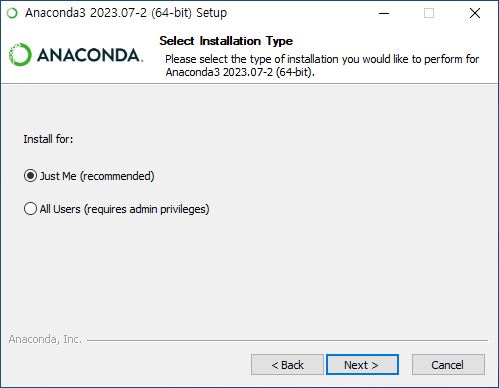 Anaconda3 2023.07-2 (64-bit) Setup
ANACONDA.
Select Installation Type
Please select the type of installation you would like to perform for
Anaconda3 2023.07-2 (64-bit).
Install for:
Just Me (recommended)
All Users (requires admin privileges)
Anaconda, Inc.
< Back
Next >
Cancel